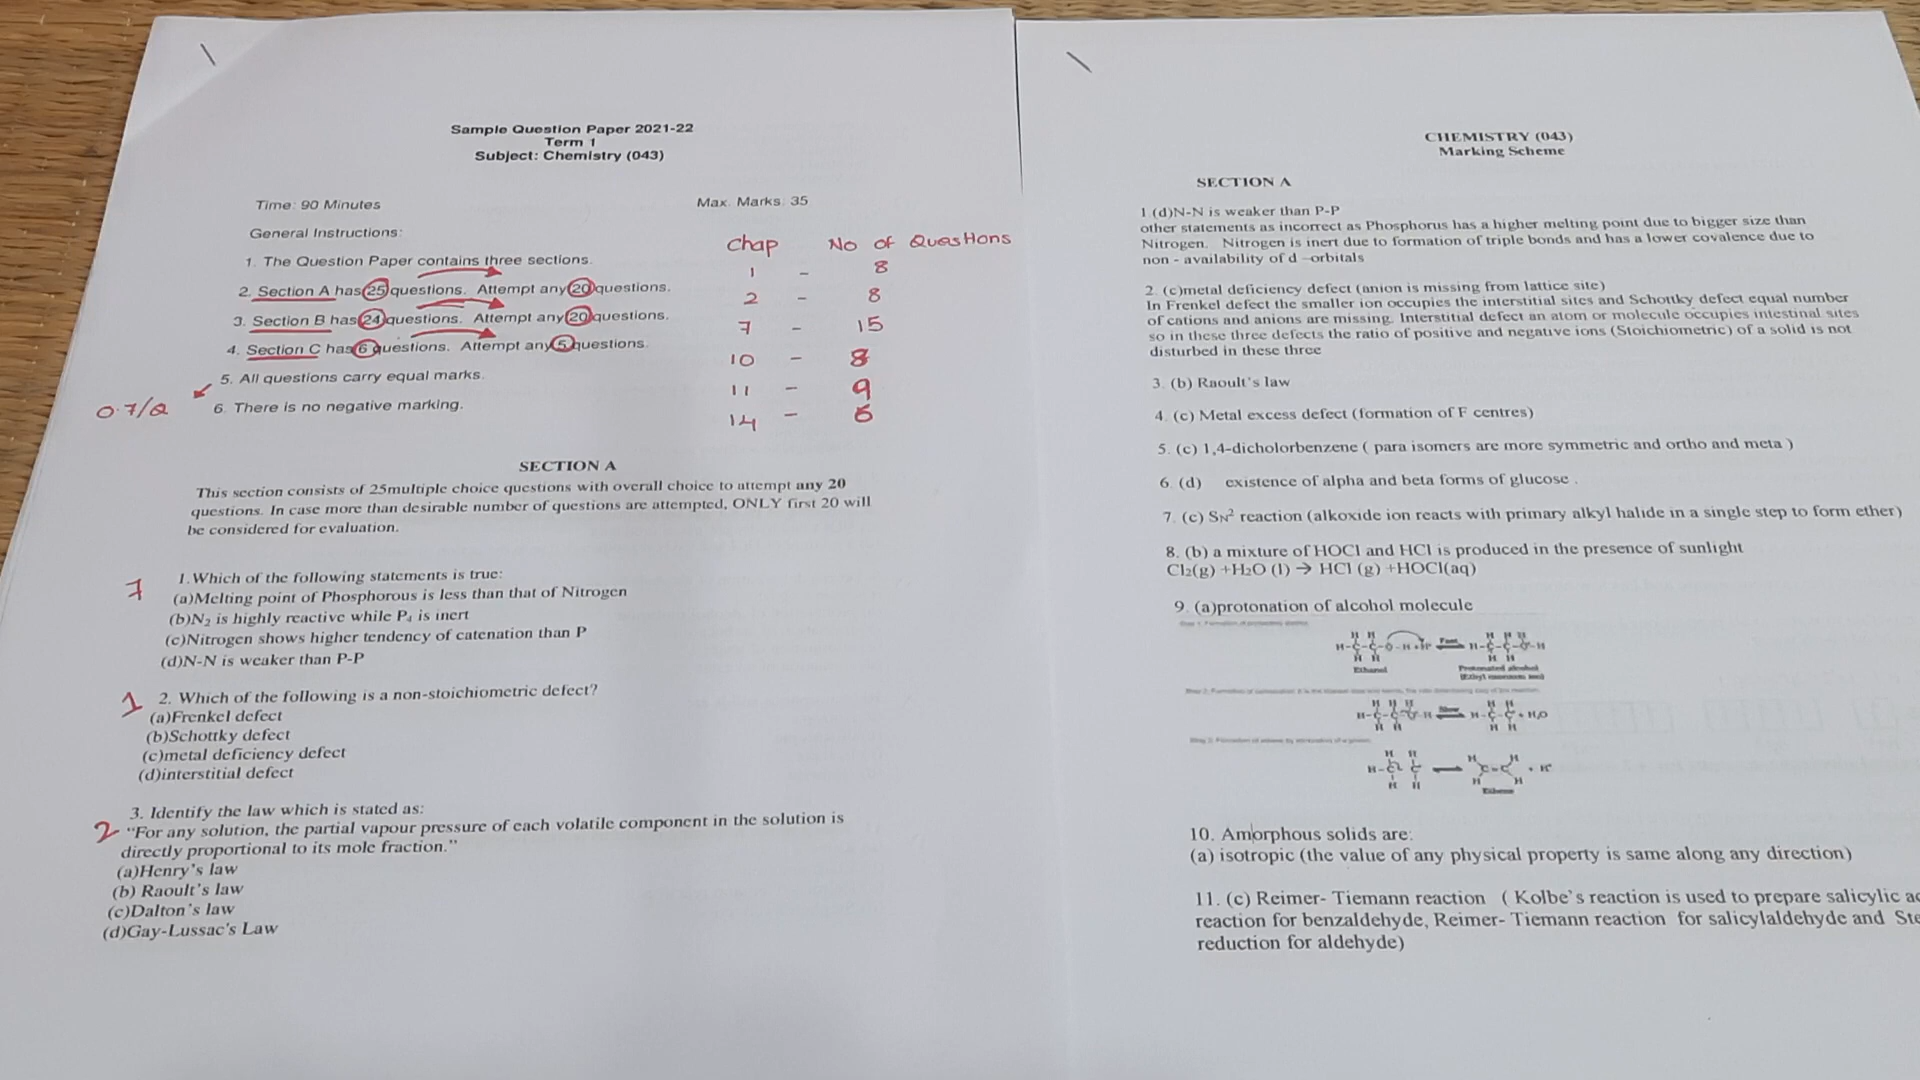 Sample Question Paper 2021-22
Term 1
Subject: Chemistry (043)
Time: 90 Minutes
Max. Marks. 35
General Instructions:
1. The Question Paper contains three sections.
2. Section A has 25 questions. Attempt any 20 questions.
3. Section B has 24 questions. Attempt any 20 questions.
4. Section C has 6 questions. Attempt any 5 questions.
5. All questions carry equal marks.
6. There is no negative marking.
0.7/Q
Chap No of Questions
1 - 8
2 - 8
7 - 15
10 - 8
11 - 9
14 -
SECTION A
This section consists of 25multiple choice questions with overall choice to attempt any 20
questions. In case more than desirable number of questions are attempted, ONLY first 20 will
be considered for evaluation.
7
1.Which of the following statements is true:
(a)Melting point of Phosphorous is less than that of Nitrogen
(b)N₂ is highly reactive while P₄ is inert
(c)Nitrogen shows higher tendency of catenation than P
(d)N-N is weaker than P-P
1
2. Which of the following is a non-stoichiometric defect?
(a)Frenkel defect
(b)Schottky defect
(c)metal deficiency defect
(d)interstitial defect
3. Identify the law which is stated as:
2
"For any solution, the partial vapour pressure of each volatile component in the solution is
directly proportional to its mole fraction."
(a)Henry's law
(b) Raoult's law
(c)Dalton's law
(d)Gay-Lussac's Law
CHEMISTRY (043)
Marking Scheme
SECTION A
1.(d)N-N is weaker than P-P
other statements as incorrect as Phosphorus has a higher melting point due to bigger size than
Nitrogen. Nitrogen is inert due to formation of triple bonds and has a lower covalence due to
non - availability of d -orbitals
2. (c)metal deficiency defect (anion is missing from lattice site)
In Frenkel defect the smaller ion occupies the interstitial sites and Schottky defect equal number
of cations and anions are missing. Interstitial defect an atom or molecule occupies intestinal sites
so in these three defects the ratio of positive and negative ions (Stoichiometric) of a solid is not
disturbed in these three
3. (b) Raoult's law
4. (c) Metal excess defect (formation of F centres)
5. (c) 1,4-dicholorbenzene ( para isomers are more symmetric and ortho and meta )
6. (d) existence of alpha and beta forms of glucose .
7. (c) SN² reaction (alkoxide ion reacts with primary alkyl halide in a single step to form ether)
8. (b) a mixture of HOCl and HCl is produced in the presence of sunlight
Cl₂(g) +H₂O (l) → HCl (g) +HOCl(aq)
9. (a)protonation of alcohol molecule
Fast
Ethanol
Protonated alcohol
Slow
+ H₂O
Ethene
10. Amorphous solids are:
(a) isotropic (the value of any physical property is same along any direction)
11. (c) Reimer- Tiemann reaction ( Kolbe's reaction is used to prepare salicylic
reaction for benzaldehyde, Reimer- Tiemann reaction for salicylaldehyde and
reduction for aldehyde)